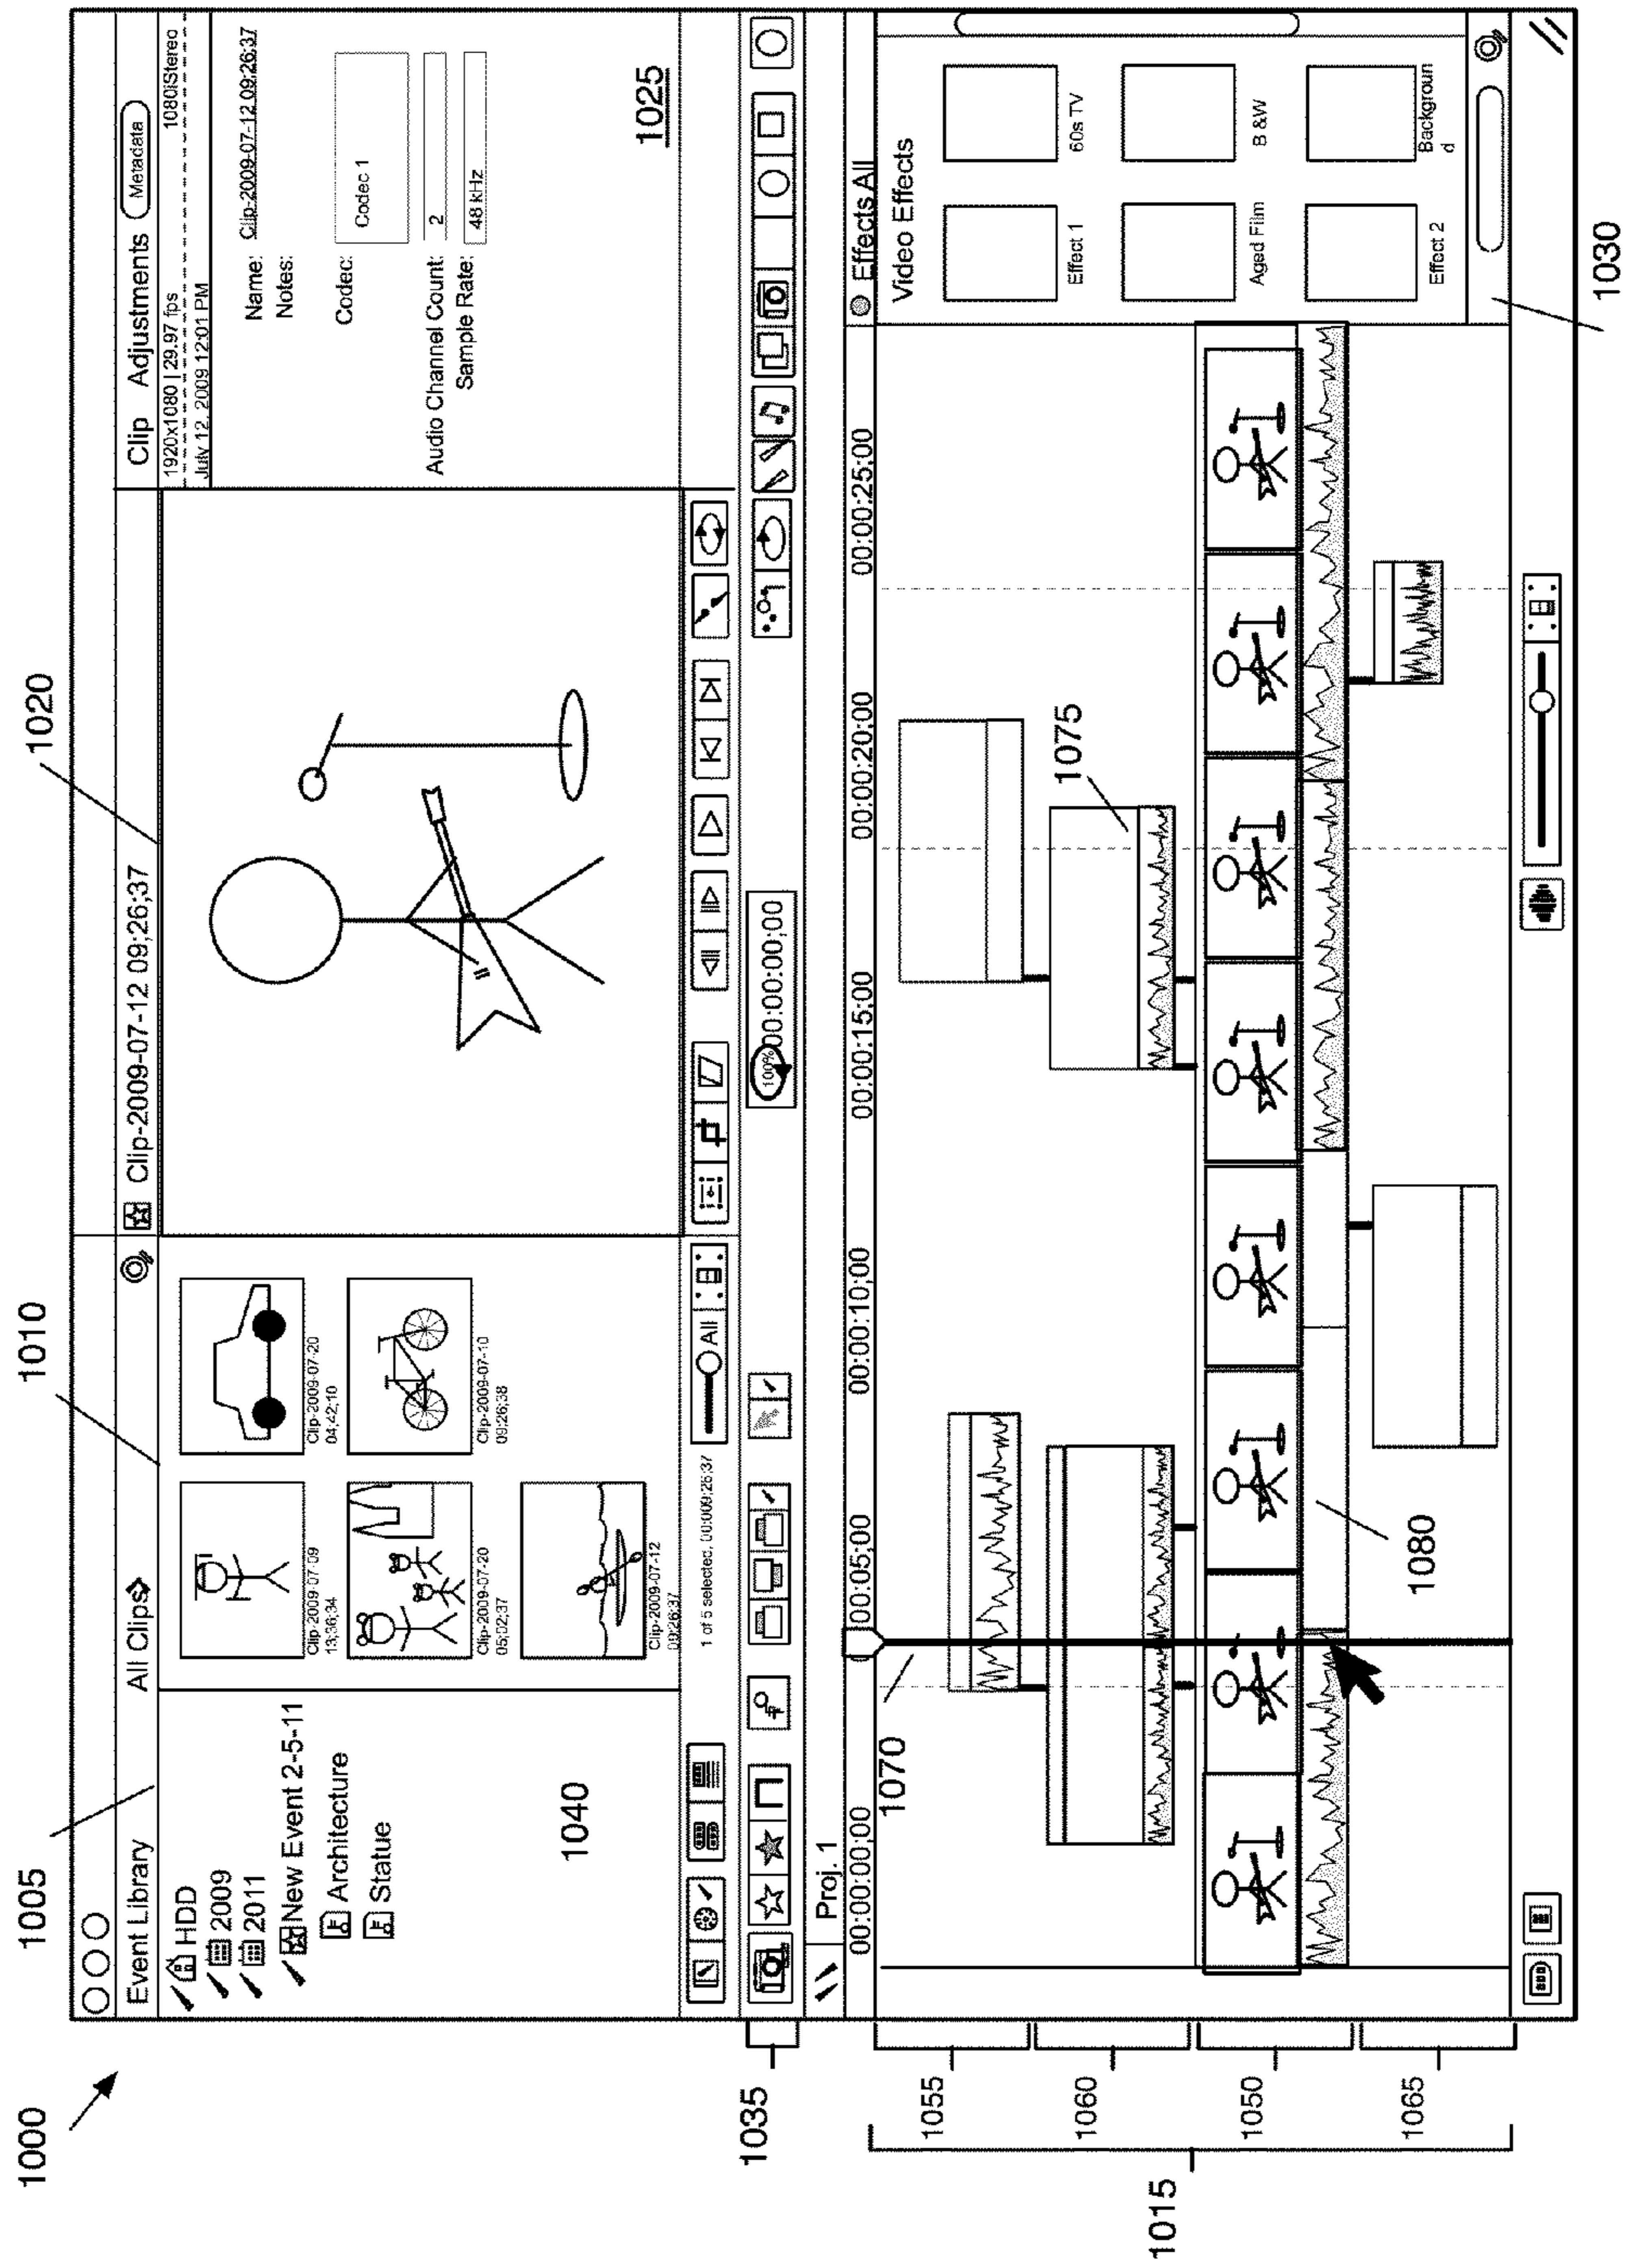 1000
1005
1010
1020
Event Library
All Clips
Clip-2009-07-12 09;26;37
Clip Adjustments
Metadata
HDD
2009
2011
New Event 2-5-11
Architecture
Statue
1040
Clip-2009-07-09
13;36;34
Clip-2009-07-20
04;42;10
Clip-2009-07-20
05;02;37
Clip-2009-07-10
09;26;38
Clip-2009-07-12
09;26;37
1920x1080 | 29.97 fps
1080iStereo
July 12, 2009 12:01 PM
Name: Clip-2009-07-12 09;26;37
Notes:
Codec: Codec 1
Audio Channel Count: 2
Sample Rate: 48 kHz
1025
1 of 5 selected, 00:009;26;37
All
1035
100%
00:00:00;00
Proj. 1
Effects All
00:00:00;00
00:05;00
00:00:10;00
00:00:15;00
00:00:20;00
00:00:25;00
1070
1075
1080
Video Effects
Effect 1
60s TV
Aged Film
B &W
Effect 2
Backgroun
d
1055
1060
1050
1065
1015
1030